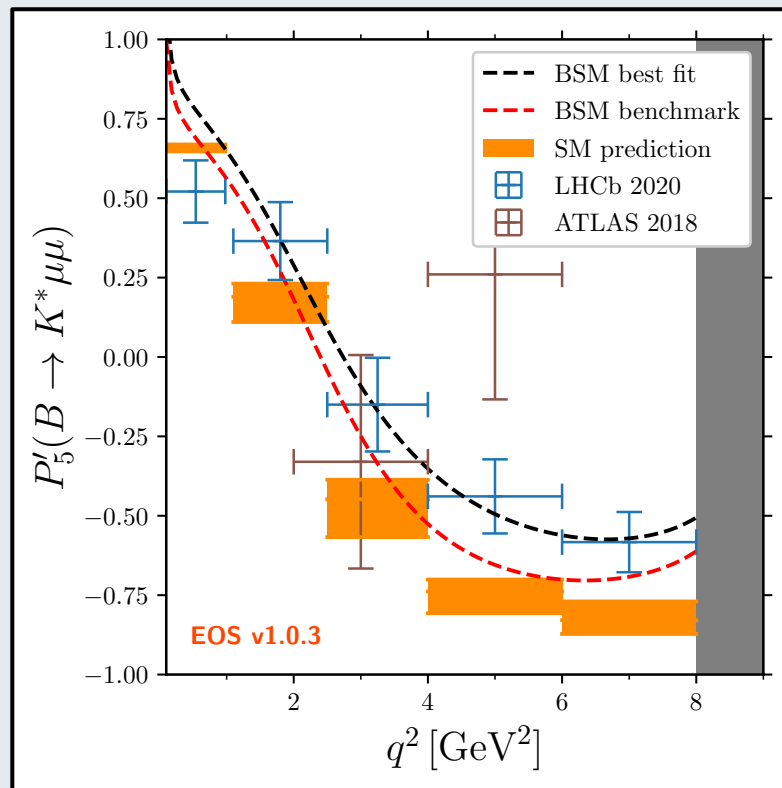 1.00
0.75
0.50
0.25
0.00
−0.25
−0.50
−0.75
−1.00
P′₅(B → K*μμ)
BSM best fit
BSM benchmark
SM prediction
LHCb 2020
ATLAS 2018
EOS v1.0.3
2 4 6 8
q² [GeV²]